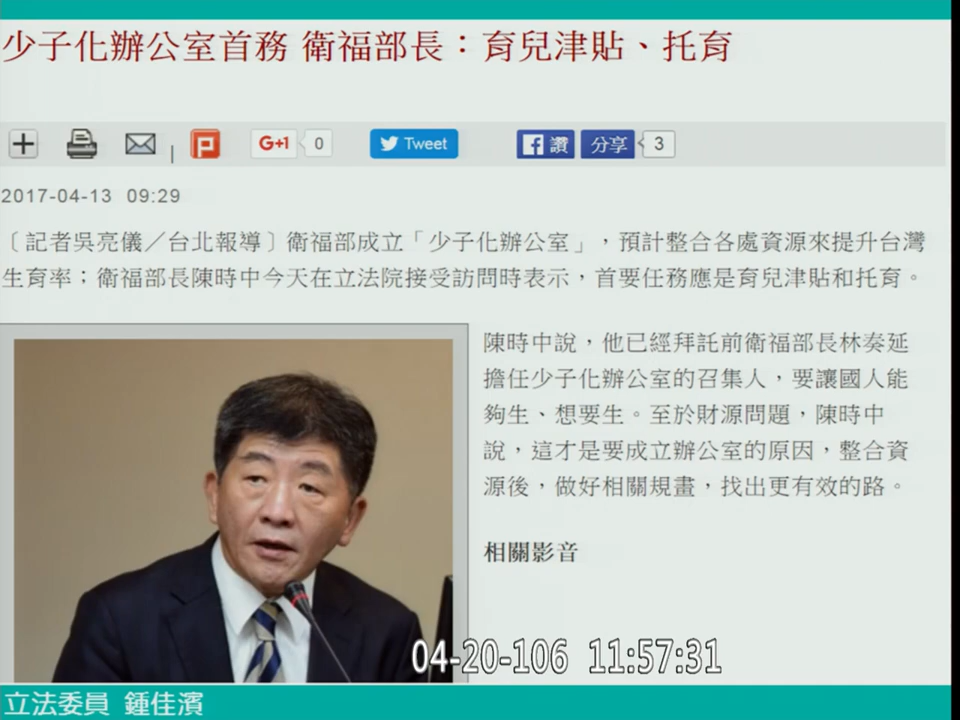 少子化辦公室首務 衛福部長：育兒津貼、托育
G+1 0 Tweet 讚 分享 3
2017-04-13 09:29
〔記者吳亮儀／台北報導〕衛福部成立「少子化辦公室」，預計整合各處資源來提升台灣
生育率；衛福部長陳時中今天在立法院接受訪問時表示，首要任務應是育兒津貼和托育。
陳時中說，他已經拜託前衛福部長林奏延
擔任少子化辦公室的召集人，要讓國人能
夠生、想要生。至於財源問題，陳時中
說，這才是要成立辦公室的原因，整合資
源後，做好相關規畫，找出更有效的路。
相關影音
04-20-106 11:57:31
立法委員 鍾佳濱